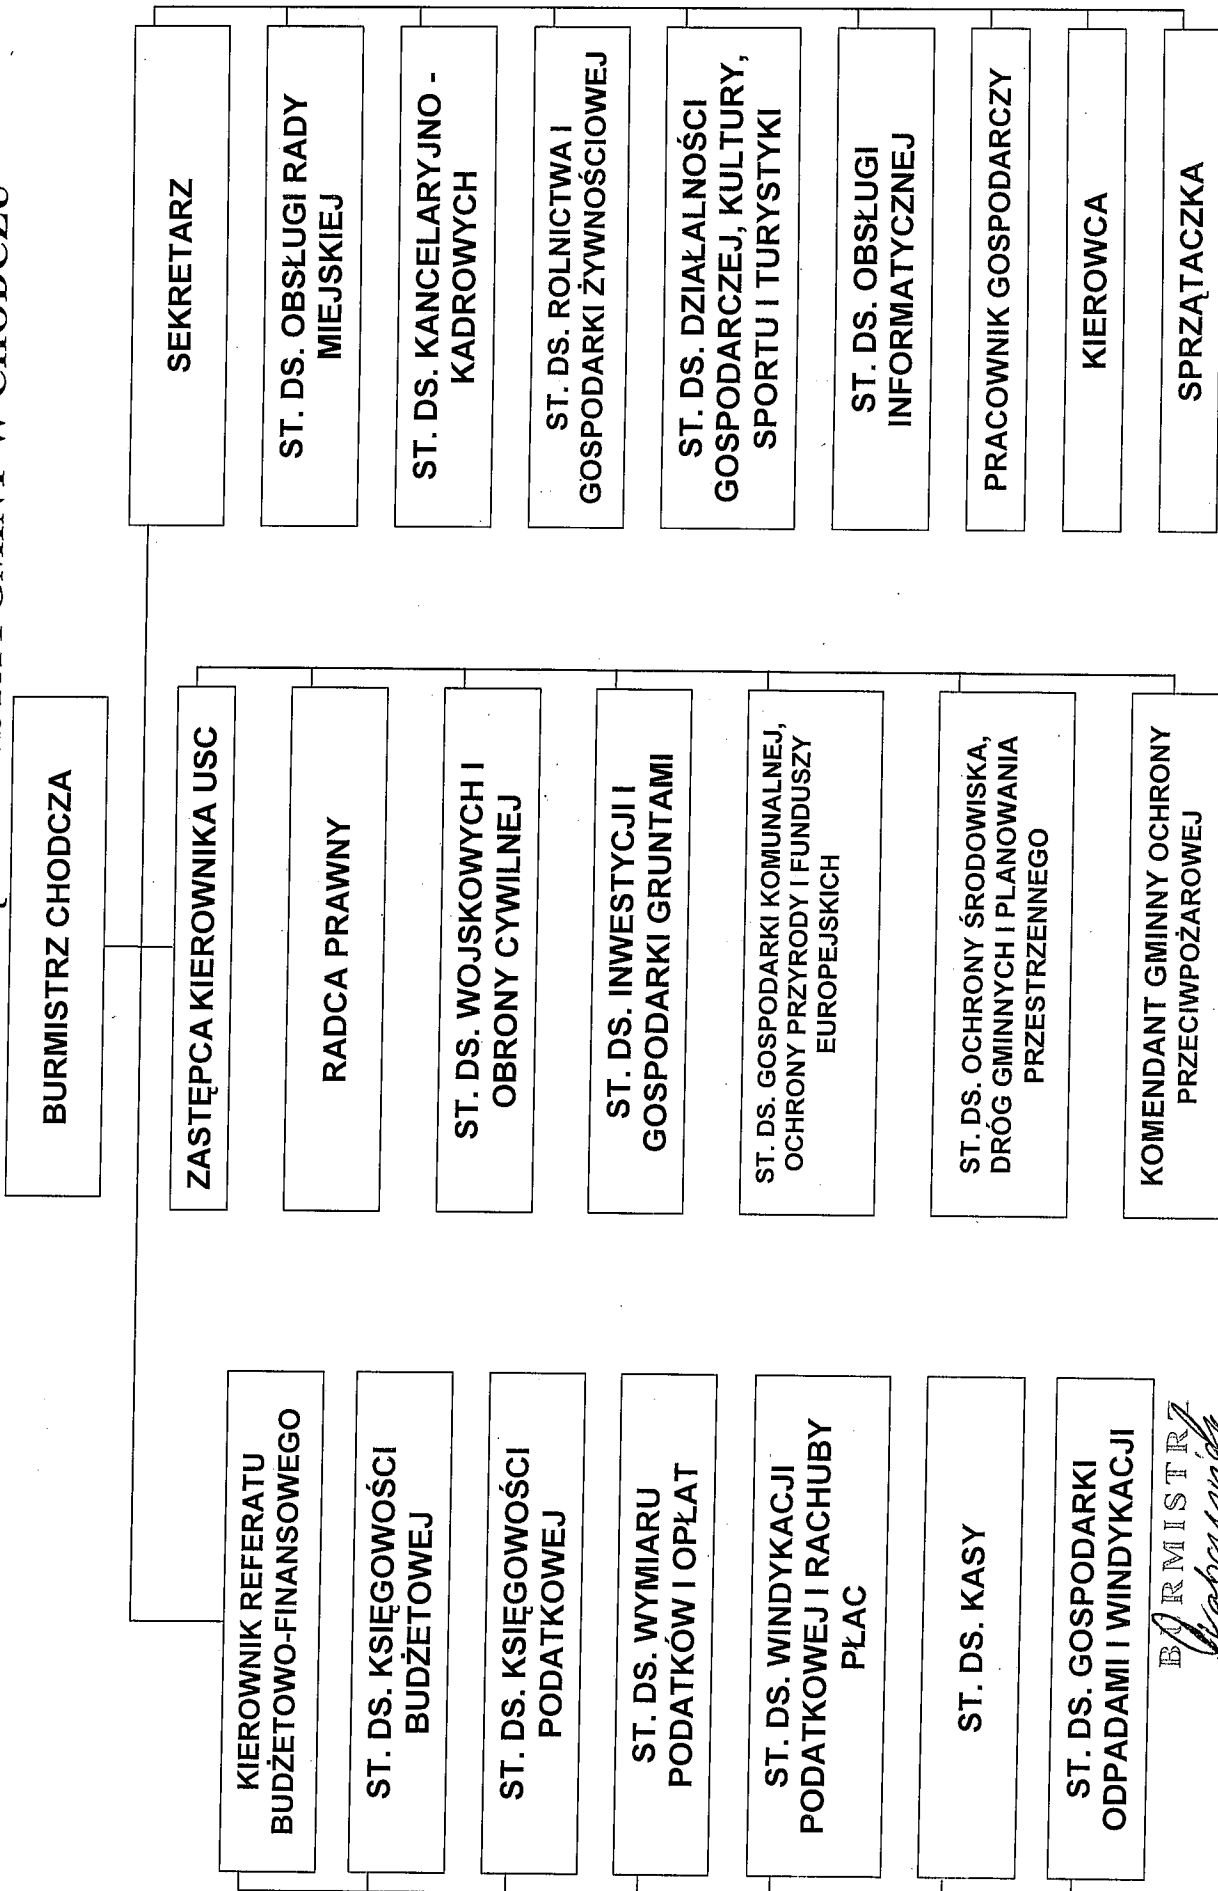 GMINY W CHODCZU
BURMISTRZ CHODCZA
KIEROWNIK REFERATU
BUDŻETOWO-FINANSOWEGO
ST. DS. KSIĘGOWOŚCI
BUDŻETOWEJ
ST. DS. KSIĘGOWOŚCI
PODATKOWEJ
ST. DS. WYMIARU
PODATKÓW I OPŁAT
ST. DS. WINDYKACJI
PODATKOWEJ I RACHUBY
PŁAC
ST. DS. KASY
ST. DS. GOSPODARKI
ODPADAMI I WINDYKACJI
ZASTĘPCA KIEROWNIKA USC
RADCA PRAWNY
ST. DS. WOJSKOWYCH I
OBRONY CYWILNEJ
ST. DS. INWESTYCJI I
GOSPODARKI GRUNTAMI
ST. DS. GOSPODARKI KOMUNALNEJ,
OCHRONY PRZYRODY I FUNDUSZY
EUROPEJSKICH
ST. DS. OCHRONY ŚRODOWISKA,
DRÓG GMINNYCH I PLANOWANIA
PRZESTRZENNEGO
KOMENDANT GMINNY OCHRONY
PRZECIWPOŻAROWEJ
SEKRETARZ
ST. DS. OBSŁUGI RADY
MIEJSKIEJ
ST. DS. KANCELARYJNO -
KADROWYCH
ST. DS. ROLNICTWA I
GOSPODARKI ŻYWNOŚCIOWEJ
ST. DS. DZIAŁALNOŚCI
GOSPODARCZEJ, KULTURY,
SPORTU I TURYSTYKI
ST. DS. OBSŁUGI
INFORMATYCZNEJ
PRACOWNIK GOSPODARCZY
KIEROWCA
SPRZĄTACZKA
BURMISTRZ